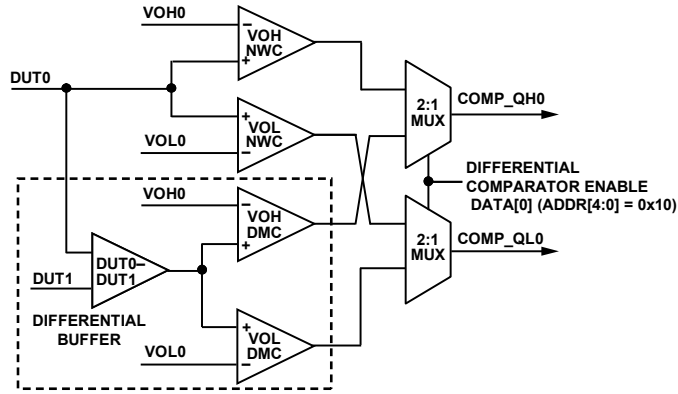 VOH0
−
VOH
NWC
+
DUT0
2:1
MUX
COMP_QH0
+
VOL
NWC
−
VOL0
DIFFERENTIAL
COMPARATOR ENABLE
DATA[0] (ADDR[4:0] = 0x10)
VOH0
−
VOH
DMC
+
2:1
MUX
COMP_QL0
DUT0–
DUT1
DUT1
DIFFERENTIAL
BUFFER
+
VOL
DMC
−
VOL0